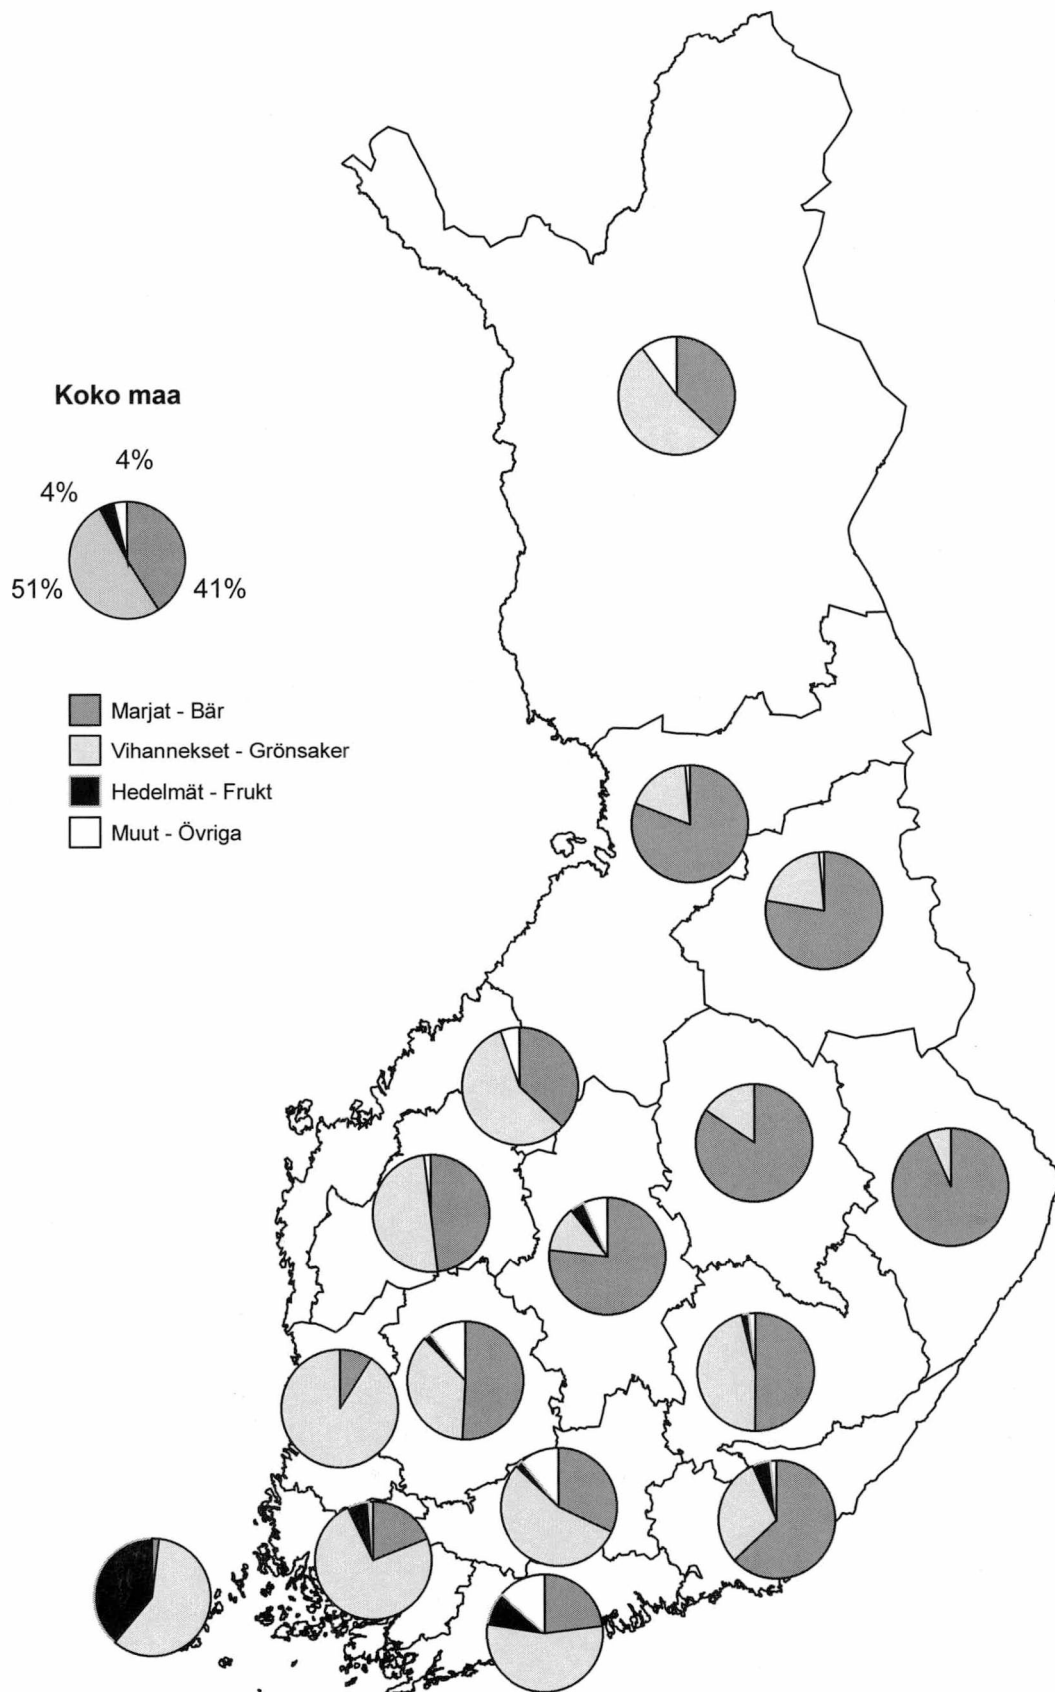 Koko maa
4%
4%
51%
41%
Marjat - Bär
Vihannekset - Grönsaker
Hedelmät - Frukt
Muut - Övriga